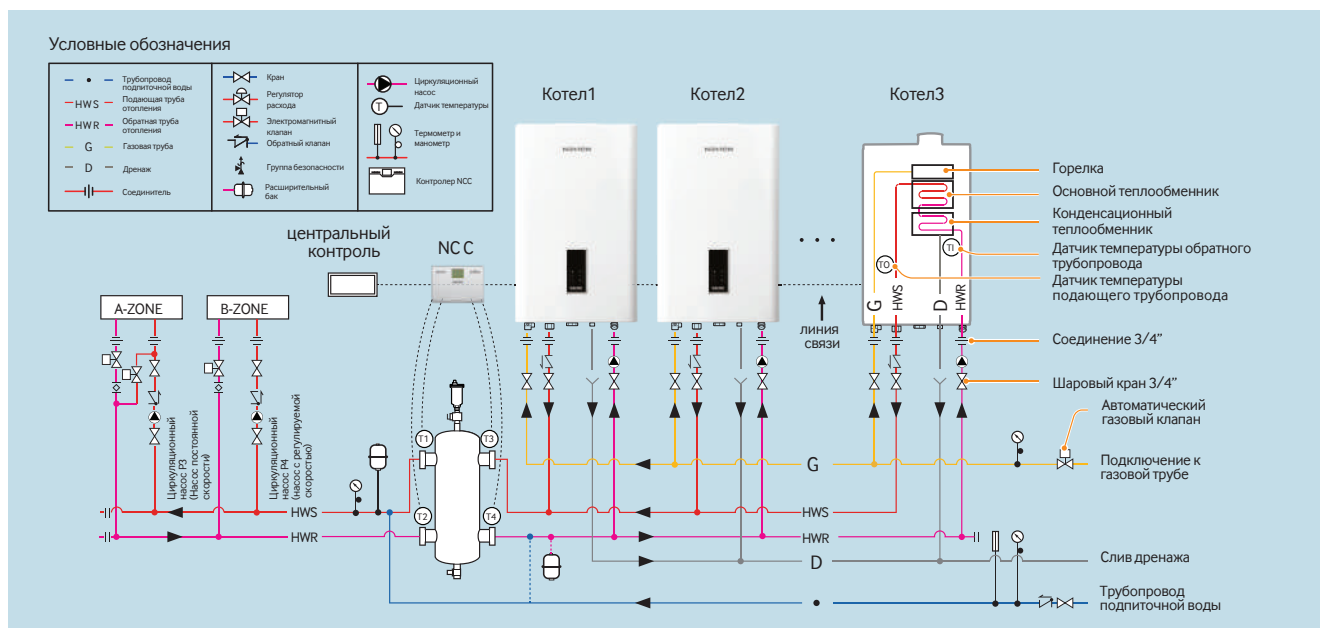 Условные обозначения
Трубопровод
подпиточной воды
HWS
Подающая труба
отопления
HWR
Обратная труба
отопления
G
Газовая труба
D
Дренаж
Соединитель
Кран
Регулятор
расхода
Электромагнитный
клапан
Обратный клапан
Группа безопасности
Расширительный
бак
Циркуляционный
насос
T
Датчик температуры
Термометр и
манометр
Контролер NCC
Котел1
Котел2
Котел3
NAVIEN
NAVIEN
Горелка
Основной теплообменник
Конденсационный
теплообменник
Датчик температуры обратного
трубопровода
Датчик температуры
подающего трубопровода
TI
TO
G
HWS
D
HWR
центральный
контроль
NC C
линия
связи
A-ZONE
B-ZONE
Соединение 3/4”
Шаровый кран 3/4”
Автоматический
газовый клапан
Подключение к
газовой трубе
Циркуляционный
насос P3
(Насос постоянной
скорости)
Циркуляционный
насос P4
(насос с регулируемой
скоростью)
T1
T3
T2
T4
G
HWS
HWS
HWR
HWR
D
Слив дренажа
Трубопровод
подпиточной воды